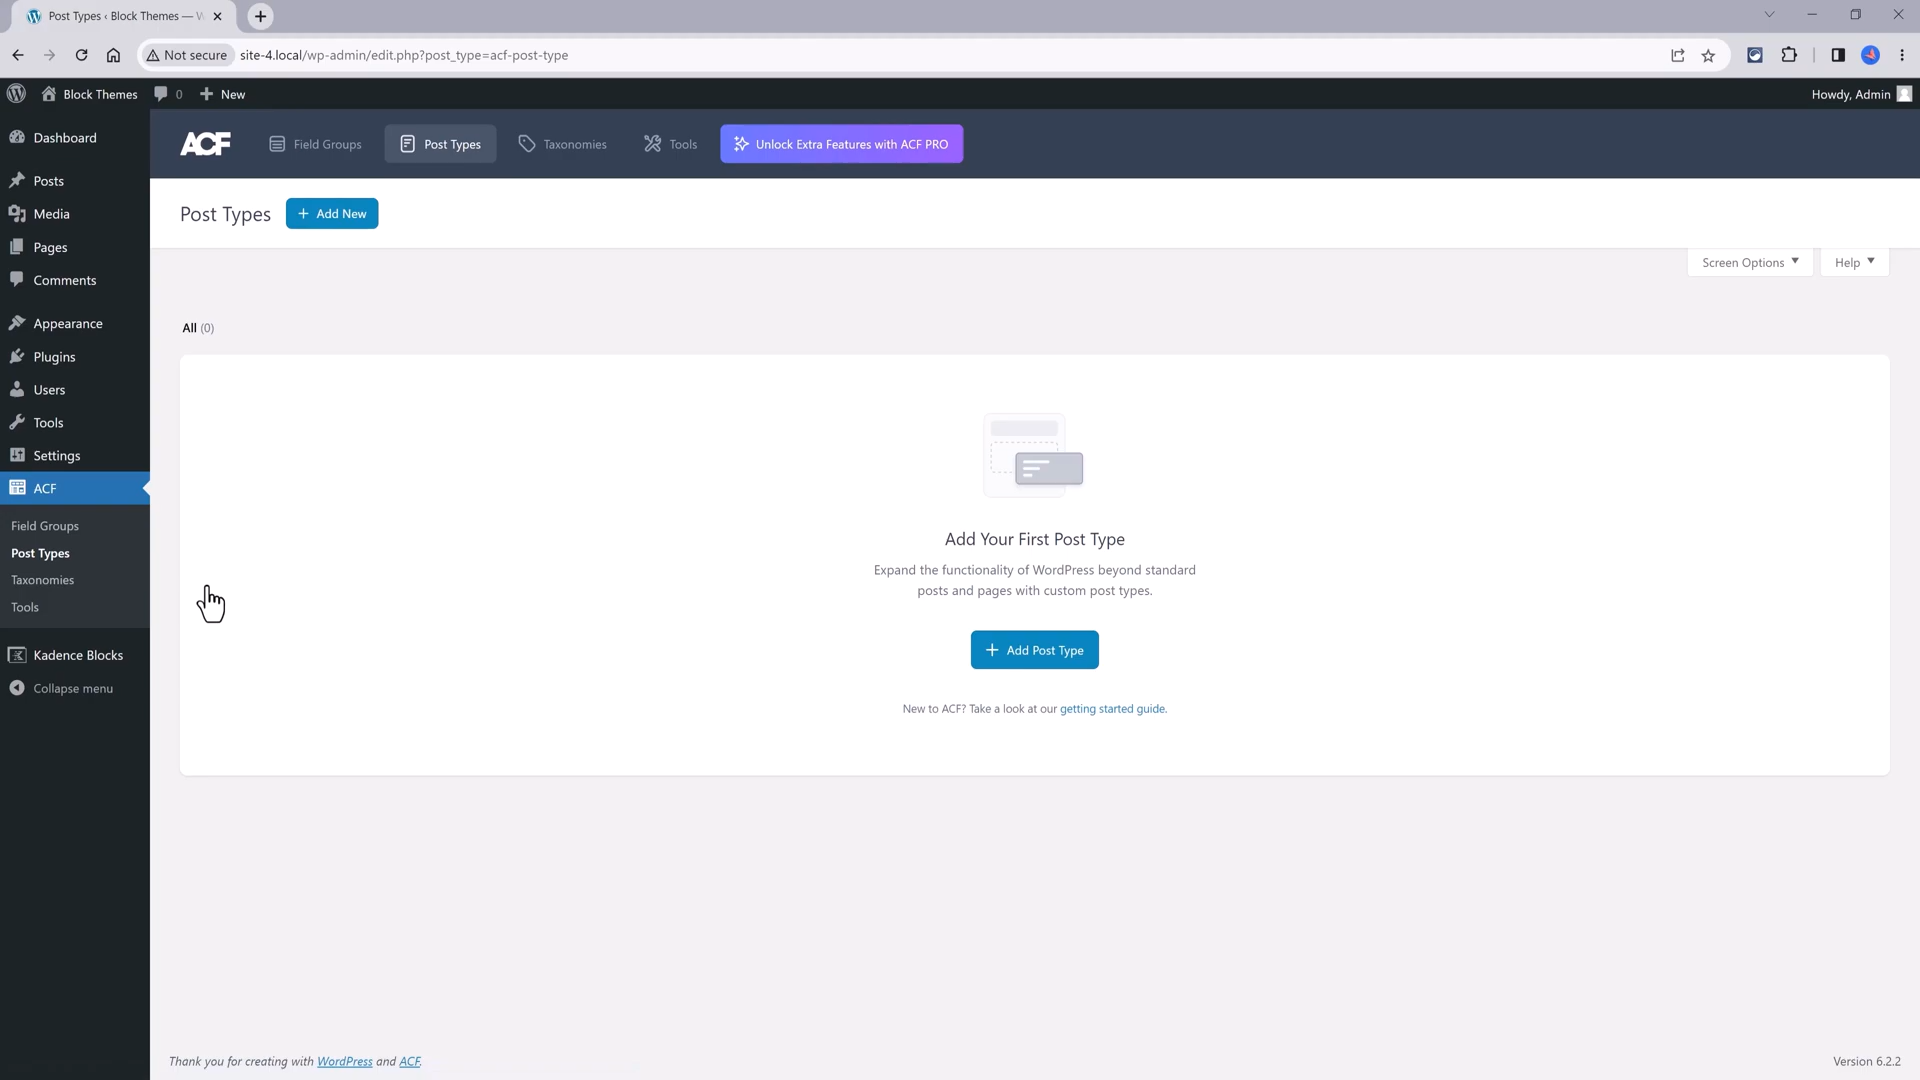 Post Types ‹ Block Themes — W
Not secure
site-4.local/wp-admin/edit.php?post_type=acf-post-type
Block Themes
0
New
Howdy, Admin
Dashboard
Posts
Media
Pages
Comments
Appearance
Plugins
Users
Tools
Settings
ACF
Field Groups
Post Types
Taxonomies
Tools
Kadence Blocks
Collapse menu
ACF
Field Groups
Post Types
Taxonomies
Tools
Unlock Extra Features with ACF PRO
Post Types
+ Add New
Screen Options
Help
All (0)
Add Your First Post Type
Expand the functionality of WordPress beyond standard
posts and pages with custom post types.
+ Add Post Type
New to ACF? Take a look at our getting started guide.
Thank you for creating with WordPress and ACF.
Version 6.2.2